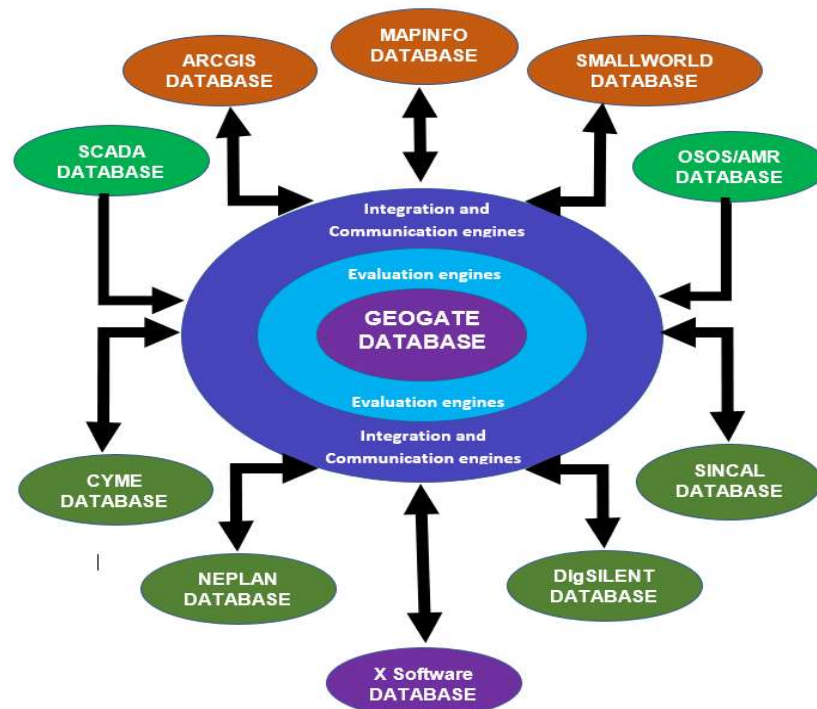 MAPINFO
DATABASE
ARCGIS
DATABASE
SMALLWORLD
DATABASE
SCADA
DATABASE
OSOS/AMR
DATABASE
Integration and
Communication engines
Evaluation engines
GEOGATE
DATABASE
Evaluation engines
Integration and
Communication engines
CYME
DATABASE
SINCAL
DATABASE
NEPLAN
DATABASE
DIgSILENT
DATABASE
X Software
DATABASE